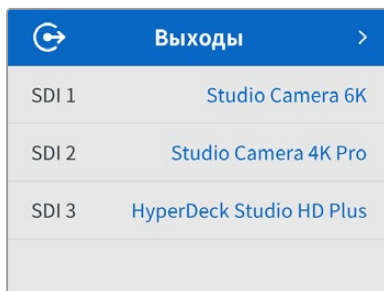 Выходы
SDI 1 Studio Camera 6K
SDI 2 Studio Camera 4K Pro
SDI 3 HyperDeck Studio HD Plus